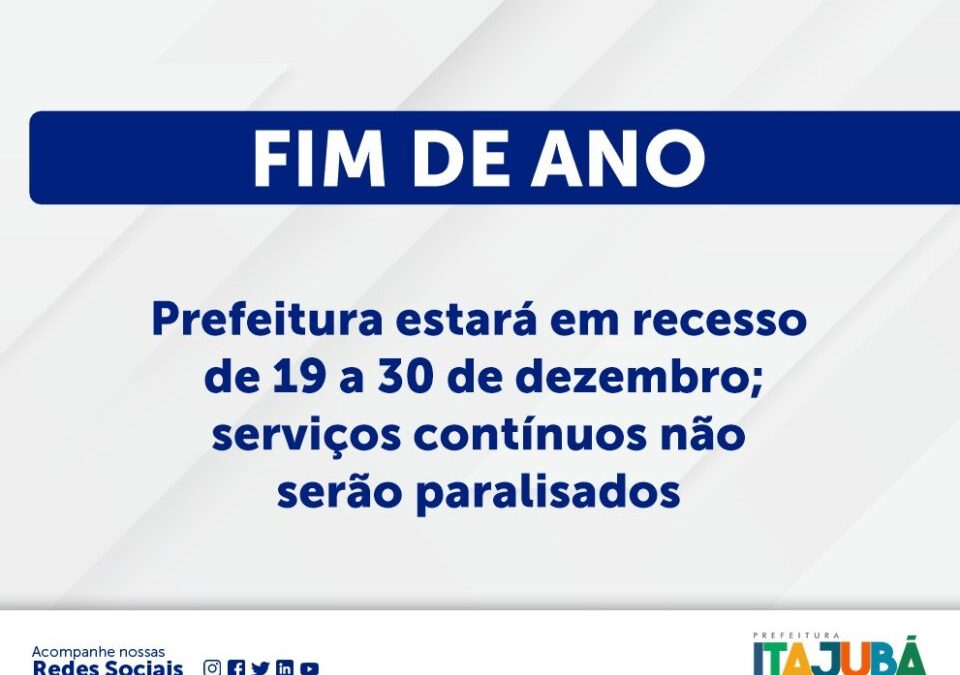 FIM DE ANO
Prefeitura estará em recesso
de 19 a 30 de dezembro;
serviços contínuos não
serão paralisados
Acompanhe nossas
Redes Sociais
PREFEITURA
ITAJUBÁ